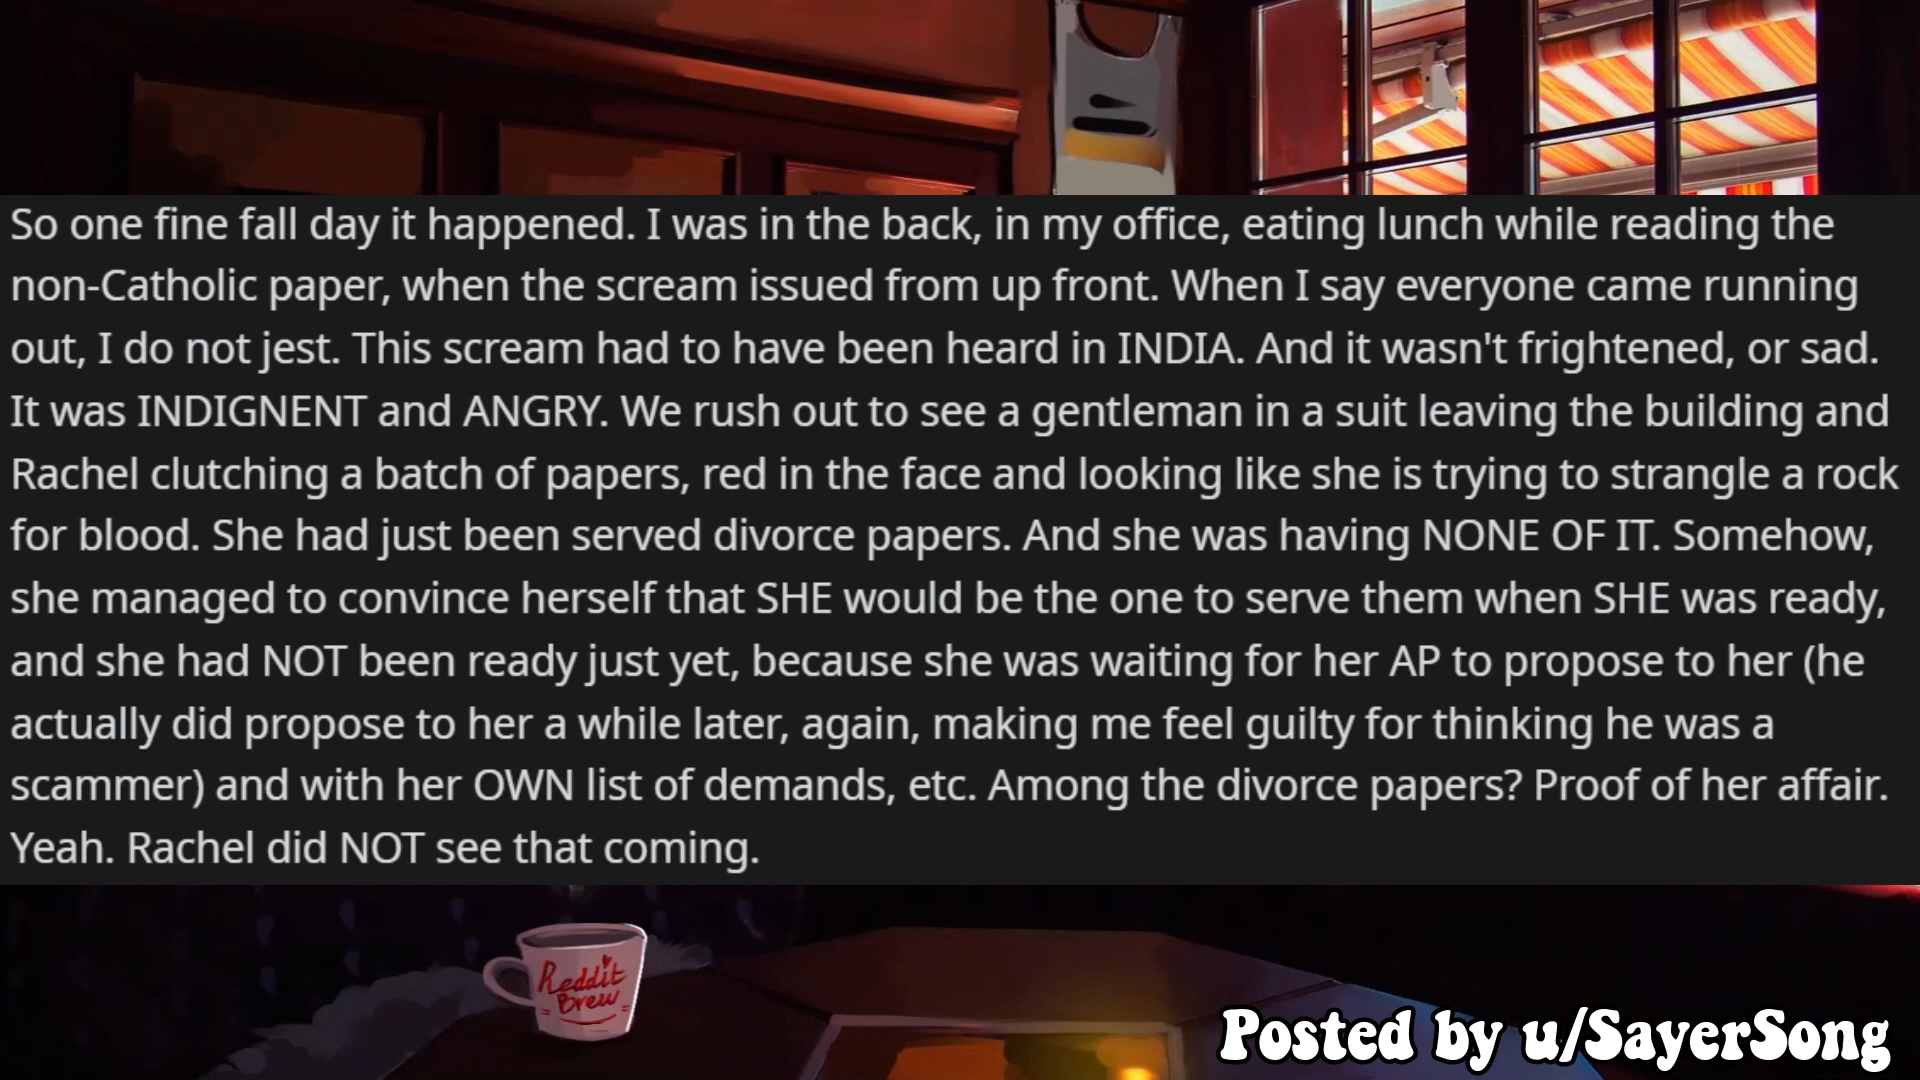 So one fine fall day it happened. I was in the back, in my office, eating lunch while reading the
non-Catholic paper, when the scream issued from up front. When I say everyone came running
out, I do not jest. This scream had to have been heard in INDIA. And it wasn't frightened, or sad.
It was INDIGNENT and ANGRY. We rush out to see a gentleman in a suit leaving the building and
Rachel clutching a batch of papers, red in the face and looking like she is trying to strangle a rock
for blood. She had just been served divorce papers. And she was having NONE OF IT. Somehow,
she managed to convince herself that SHE would be the one to serve them when SHE was ready,
and she had NOT been ready just yet, because she was waiting for her AP to propose to her (he
actually did propose to her a while later, again, making me feel guilty for thinking he was a
scammer) and with her OWN list of demands, etc. Among the divorce papers? Proof of her affair.
Yeah. Rachel did NOT see that coming.
Reddit
Brew
Posted by u/SayerSong